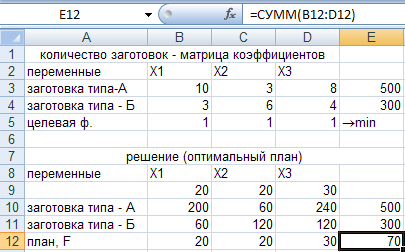 E12 fx =СУММ(B12:D12)
A B C D E
1 количество заготовок - матрица коэффициентов
2 переменные X1 X2 X3
3 заготовка типа-А 10 3 8 500
4 заготовка типа - Б 3 6 4 300
5 целевая ф. 1 1 1 →min
6
7 решение (оптимальный план)
8 переменные X1 X2 X3
9 20 20 30
10 заготовка типа - А 200 60 240 500
11 заготовка типа - Б 60 120 120 300
12 план, F 20 20 30 70